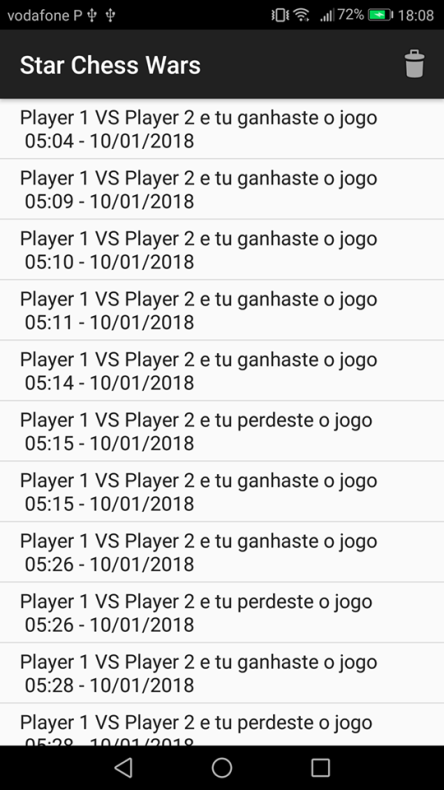 vodafone P 72% 18:08
Star Chess Wars
Player 1 VS Player 2 e tu ganhaste o jogo
05:04 - 10/01/2018
Player 1 VS Player 2 e tu ganhaste o jogo
05:09 - 10/01/2018
Player 1 VS Player 2 e tu ganhaste o jogo
05:10 - 10/01/2018
Player 1 VS Player 2 e tu ganhaste o jogo
05:11 - 10/01/2018
Player 1 VS Player 2 e tu ganhaste o jogo
05:14 - 10/01/2018
Player 1 VS Player 2 e tu perdeste o jogo
05:15 - 10/01/2018
Player 1 VS Player 2 e tu ganhaste o jogo
05:15 - 10/01/2018
Player 1 VS Player 2 e tu ganhaste o jogo
05:26 - 10/01/2018
Player 1 VS Player 2 e tu perdeste o jogo
05:26 - 10/01/2018
Player 1 VS Player 2 e tu ganhaste o jogo
05:28 - 10/01/2018
Player 1 VS Player 2 e tu perdeste o jogo
05:28 - 10/01/2018